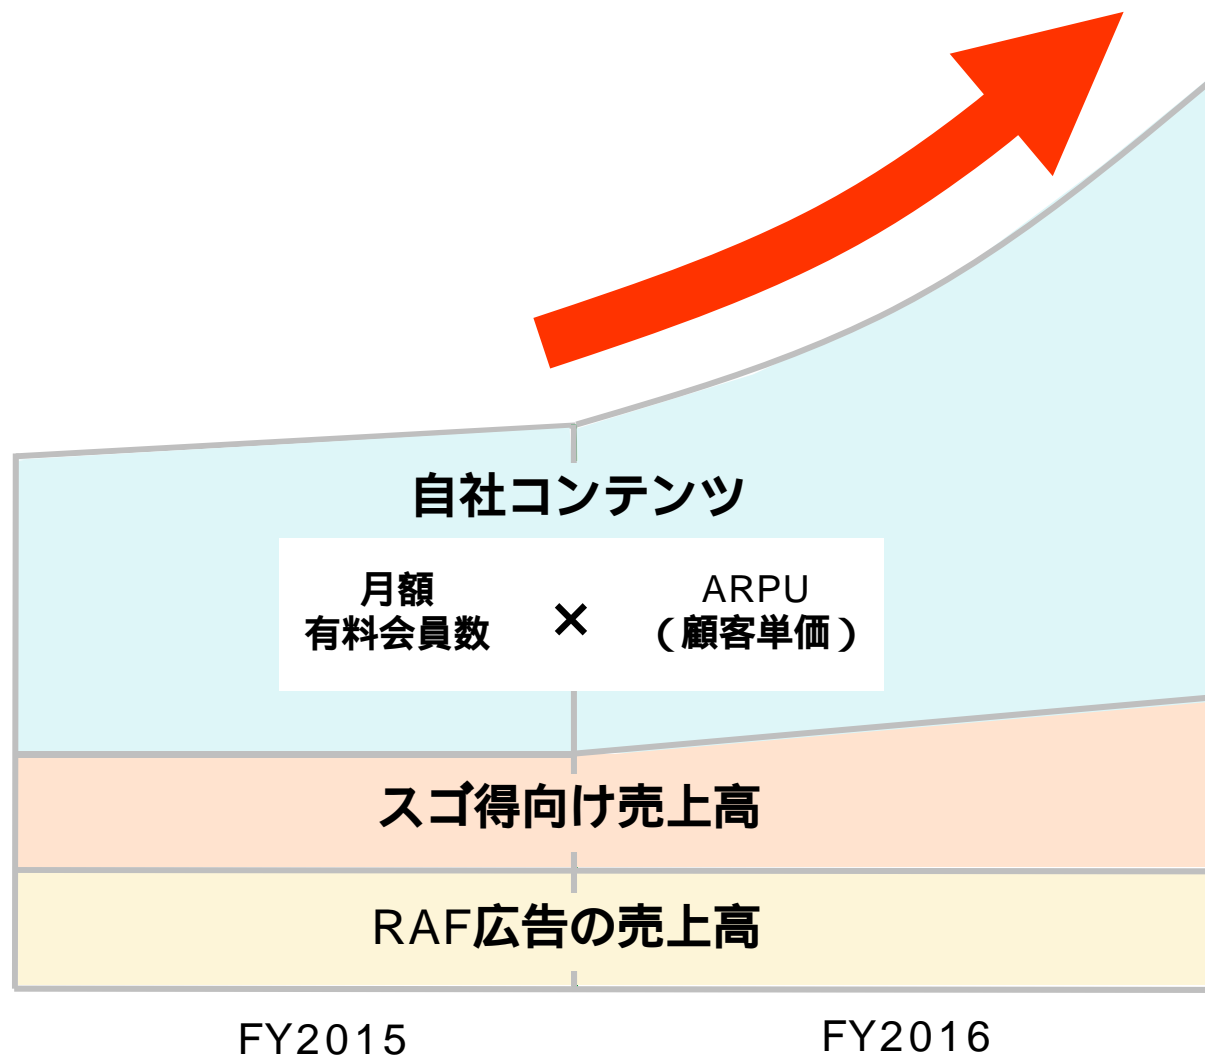 自社コンテンツ
月額
有料会員数
×
ARPU
(顧客単価)
スゴ得向け売上高
RAF広告の売上高
FY2015
FY2016